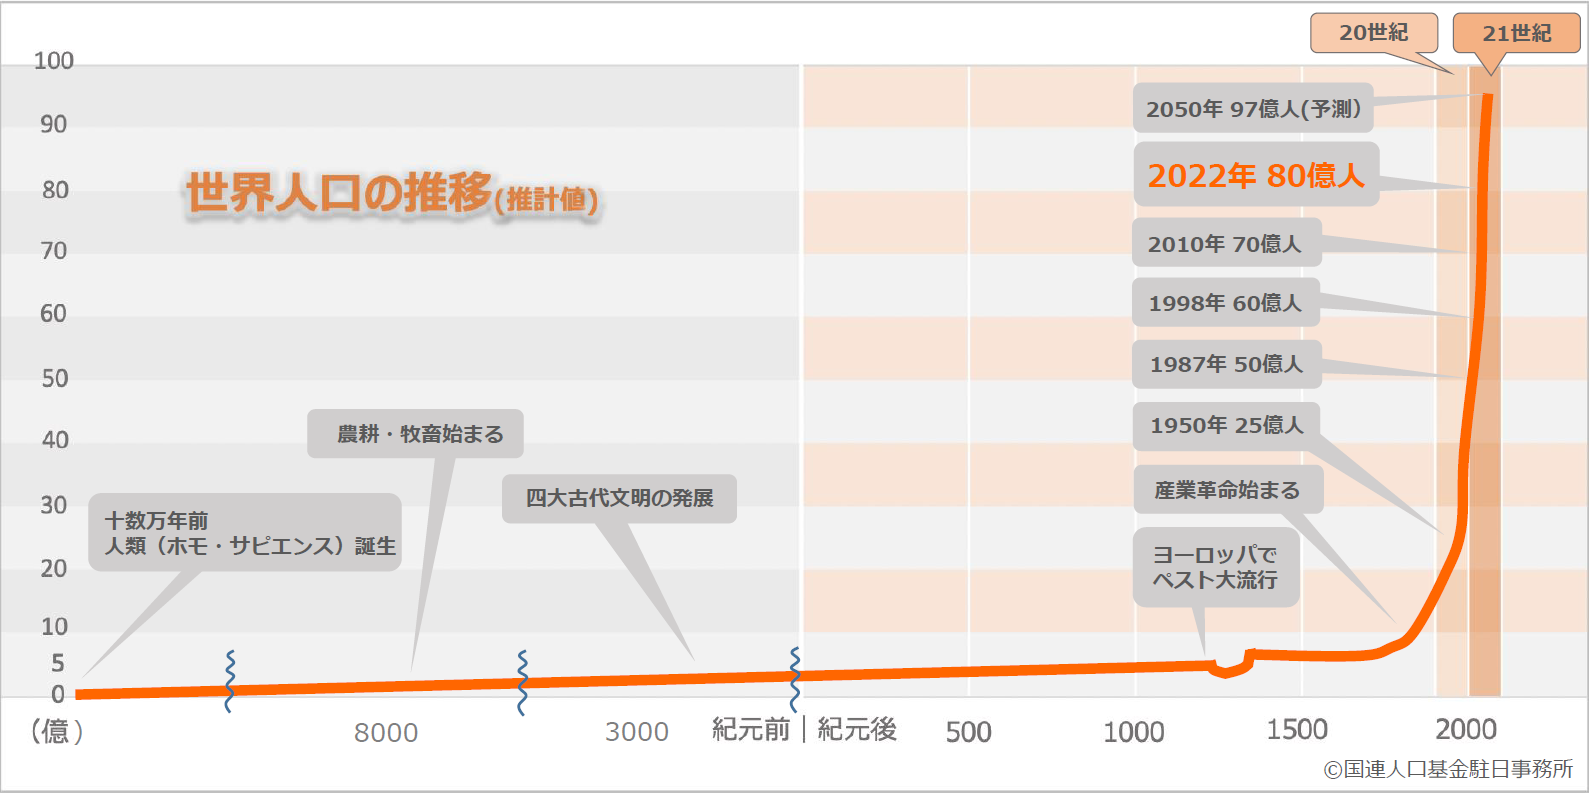 20世紀
21世紀
100
90
80
70
60
50
40
30
20
10
5
0
(億)
世界人口の推移(推計値)
2050年 97億人(予測)
2022年 80億人
2010年 70億人
1998年 60億人
1987年 50億人
1950年 25億人
産業革命始まる
ヨーロッパで
ペスト大流行
農耕・牧畜始まる
四大古代文明の発展
十数万年前
人類（ホモ・サピエンス）誕生
8000
3000
紀元前｜紀元後
500
1000
1500
2000
©国連人口基金駐日事務所